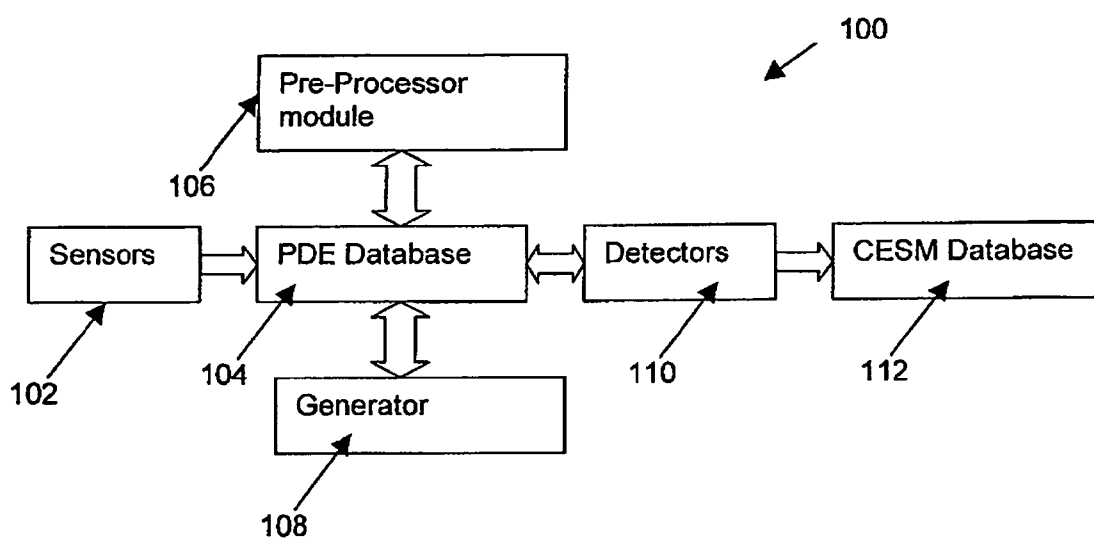 100
Pre-Processor
module
106
Sensors
PDE Database
Detectors
CESM Database
102
104
110
112
Generator
108